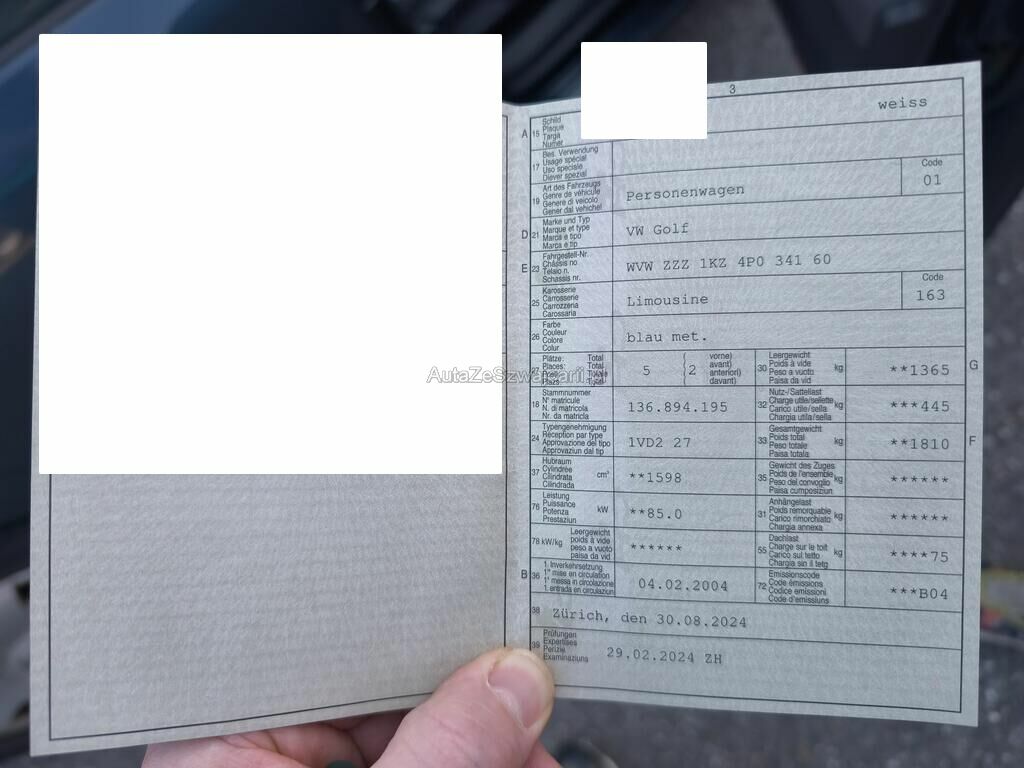 3
weiss
A 15 Schild
Plaque
Targa
Numer
17 Bes. Verwendung
Usage spécial
Uso speciale
Diever spezial
19 Art des Fahrzeugs
Genre de véhicule
Genere di veicolo
Gener dal vehichel
Personenwagen
Code
01
D 21 Marke und Typ
Marque et type
Marca e tipo
Marca e tip
VW Golf
E 23 Fahrgestell-Nr.
Châssis no
Telaio n.
Schassis nr.
WVW ZZZ 1KZ 4P0 341 60
25 Karosserie
Carrosserie
Carrozzeria
Carossaria
Limousine
Code
163
26 Farbe
Couleur
Colore
Colur
blau met.
27 Plätze: Total
Places: Total
Posti: Totale
Plazs: Total
5
(2 vorne)
avant)
anteriori)
davant)
30 Leergewicht
Poids à vide
Peso a vuoto
Paisa da vid
kg
**1365
G
AutaZeSzwajcarii.pl
18 Stammnummer
N° matricule
N. di matricola
Nr. da matricla
136.894.195
32 Nutz-/Sattellast
Charge utile/sellette
Carico utile/sella
Chargia utila/sella
kg
***445
24 Typengenehmigung
Réception par type
Approvazione del tipo
Approvaziun dal tip
1VD2 27
33 Gesamtgewicht
Poids total
Peso totale
Paisa totala
kg
**1810
F
37 Hubraum
Cylindrée
Cilindrata
Cilindrada
cm³
**1598
35 Gewicht des Zuges
Poids de l'ensemble
Peso del convoglio
Paisa cumposiziun
kg
******
76 Leistung
Puissance
Potenza
Prestaziun
kW
**85.0
31 Anhängelast
Poids remorquable
Carico rimorchiato
Chargia annexa
kg
******
78 kW/kg Leergewicht
poids à vide
peso a vuoto
paisa da vid
******
55 Dachlast
Charge sur le toit
Carico sul tetto
Chargia sin il tetg
kg
****75
B 36 1. Inverkehrsetzung
1re mise en circulation
1a messa in circolazione
1. entrada en circulaziun
04.02.2004
72 Emissionscode
Code émissions
Codice emissioni
Code d'emissiuns
***B04
38 Zürich, den 30.08.2024
39 Prüfungen
Expertises
Perizie
Examinaziuns
29.02.2024 ZH